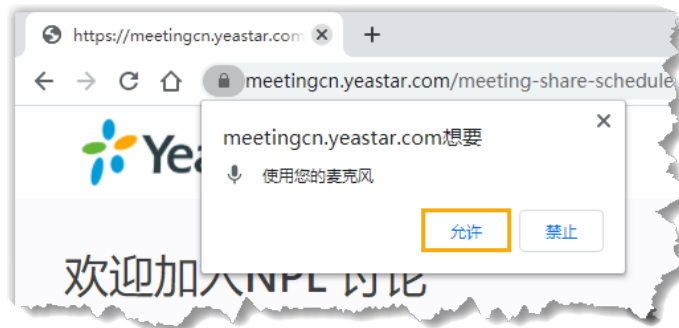 https://meetingcn.yeastar.com
meetingcn.yeastar.com/meeting-share-schedule
Yea
meetingcn.yeastar.com想要
使用您的麦克风
允许
禁止
欢迎加入NPL 讨论